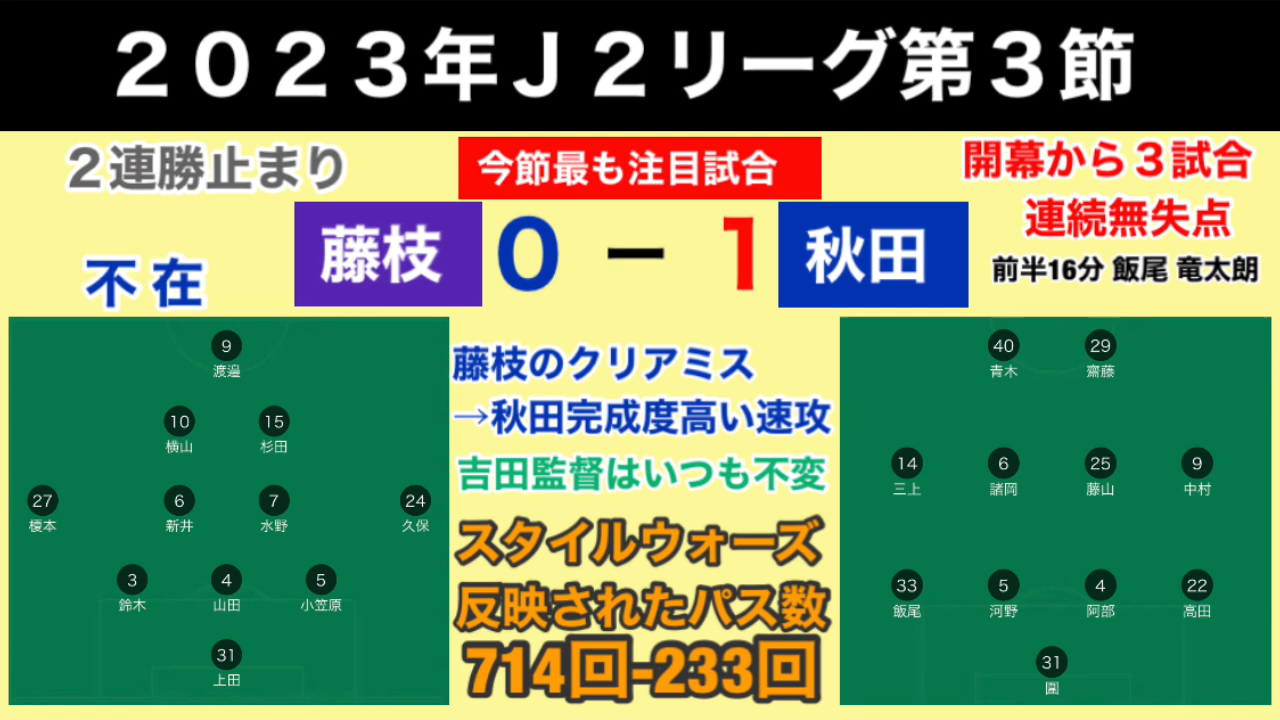 2023年J2リーグ第3節
2連勝止まり
今節最も注目試合
開幕から3試合
連続無失点
不在
藤枝
0 ー 1
秋田
前半16分 飯尾 竜太朗
9
渡邉
10
横山
15
杉田
27
榎本
6
新井
7
水野
24
久保
3
鈴木
4
山田
5
小笠原
31
上田
藤枝のクリアミス
→秋田完成度高い速攻
吉田監督はいつも不変
スタイルウォーズ
反映されたパス数
714回-233回
40
青木
29
齋藤
14
三上
6
諸岡
25
藤山
9
中村
33
飯尾
5
河野
4
阿部
22
高田
31
圍